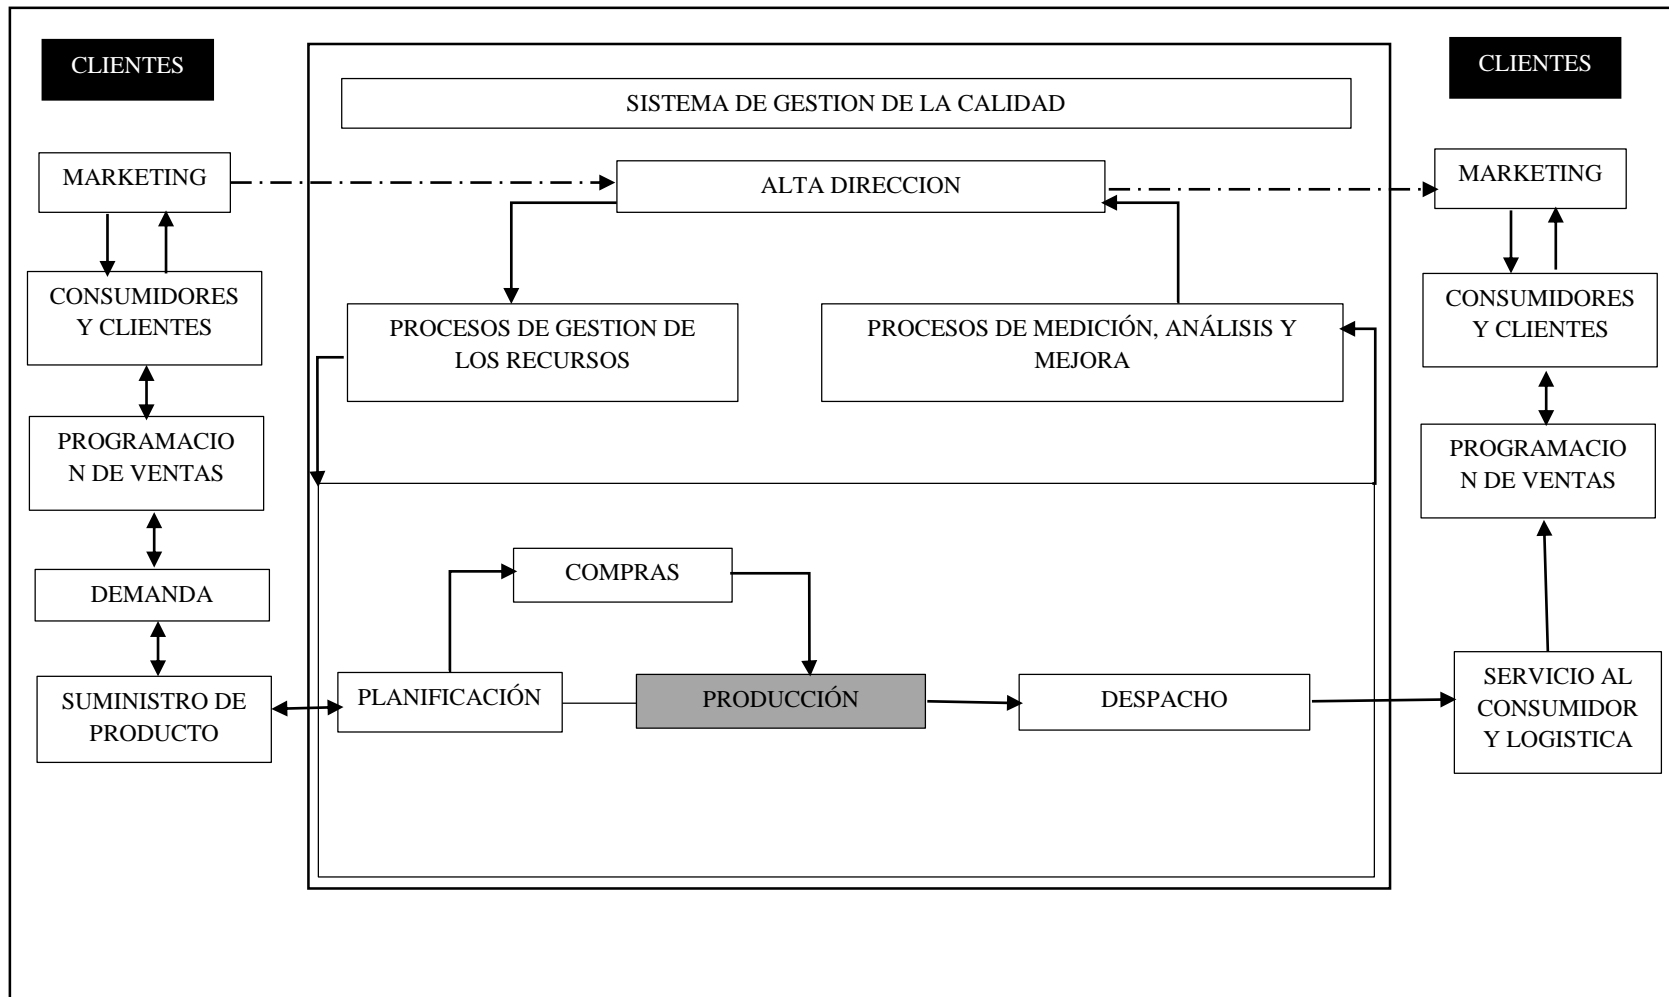 CLIENTES
MARKETING
CONSUMIDORES
Y CLIENTES
PROGRAMACIO
N DE VENTAS
DEMANDA
SUMINISTRO DE
PRODUCTO
SISTEMA DE GESTION DE LA CALIDAD
ALTA DIRECCION
PROCESOS DE GESTION DE
LOS RECURSOS
PROCESOS DE MEDICIÓN, ANÁLISIS Y
MEJORA
COMPRAS
PLANIFICACIÓN
PRODUCCIÓN
DESPACHO
CLIENTES
MARKETING
CONSUMIDORES
Y CLIENTES
PROGRAMACIO
N DE VENTAS
SERVICIO AL
CONSUMIDOR
Y LOGISTICA